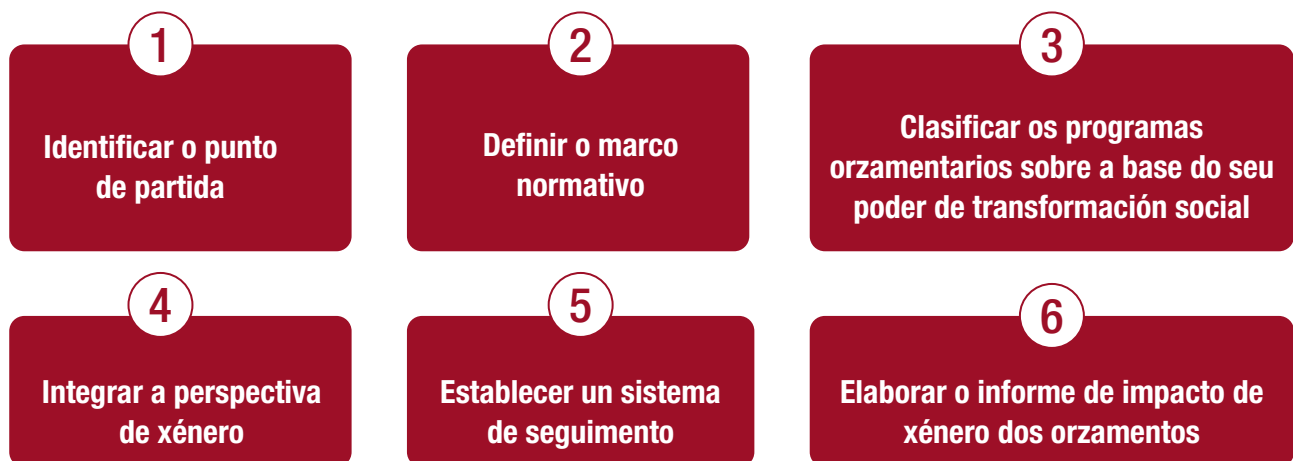 1
Identificar o punto
de partida
2
Definir o marco
normativo
3
Clasificar os programas
orzamentarios sobre a base do seu
poder de transformación social
4
Integrar a perspectiva
de xénero
5
Establecer un sistema
de seguimento
6
Elaborar o informe de impacto de
xénero dos orzamentos